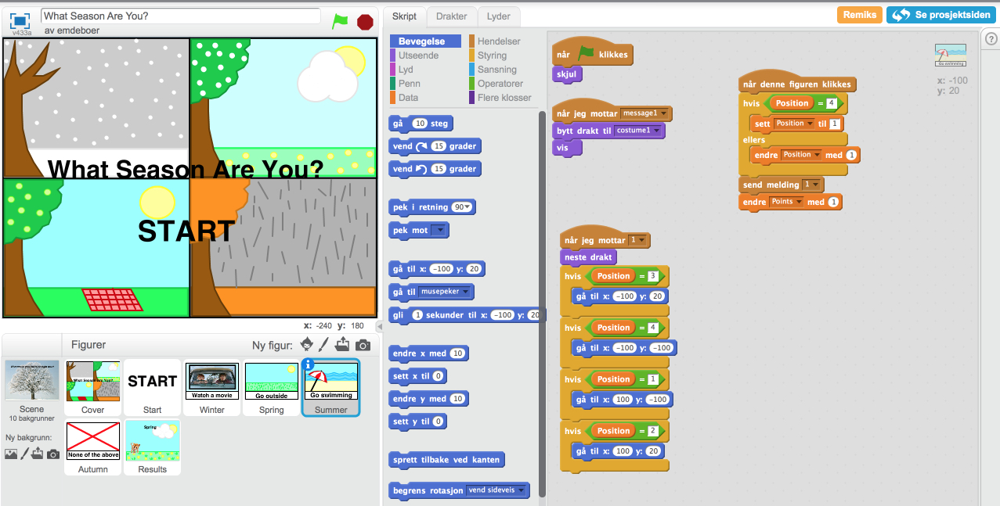 What Season Are You?
v433a
av emdeboer
What Season Are You?
START
x: -240 y: 180
Figurer
Ny figur:
Scene
10 bakgrunner
Ny bakgrunn:
What Season Are You?
Cover
START
Start
Watch a movie
Winter
Go outside
Spring
Go swimming
Summer
None of the above
Autumn
Spring
Results
Skript
Drakter
Lyder
Remiks
Se prosjektsiden
Bevegelse
Hendelser
Utseende
Styring
Lyd
Sansning
Penn
Operatorer
Data
Flere klosser
gå 10 steg
vend 15 grader
vend 15 grader
pek i retning 90
pek mot
gå til x: -100 y: 20
gå til musepeker
gli 1 sekunder til x: -100 y: 20
endre x med 10
sett x til 0
endre y med 10
sett y til 0
sprett tilbake ved kanten
begrens rotasjon vend sideveis
når klikkes
skjul
når jeg mottar message1
bytt drakt til costume1
vis
når jeg mottar 1
neste drakt
hvis Position = 3
gå til x: -100 y: 20
hvis Position = 4
gå til x: -100 y: -100
hvis Position = 1
gå til x: 100 y: -100
hvis Position = 2
gå til x: 100 y: 20
når denne figuren klikkes
hvis Position = 4
sett Position til 1
ellers
endre Position med 1
send melding 1
endre Points med 1
Go swimming
x: -100
y: 20
?